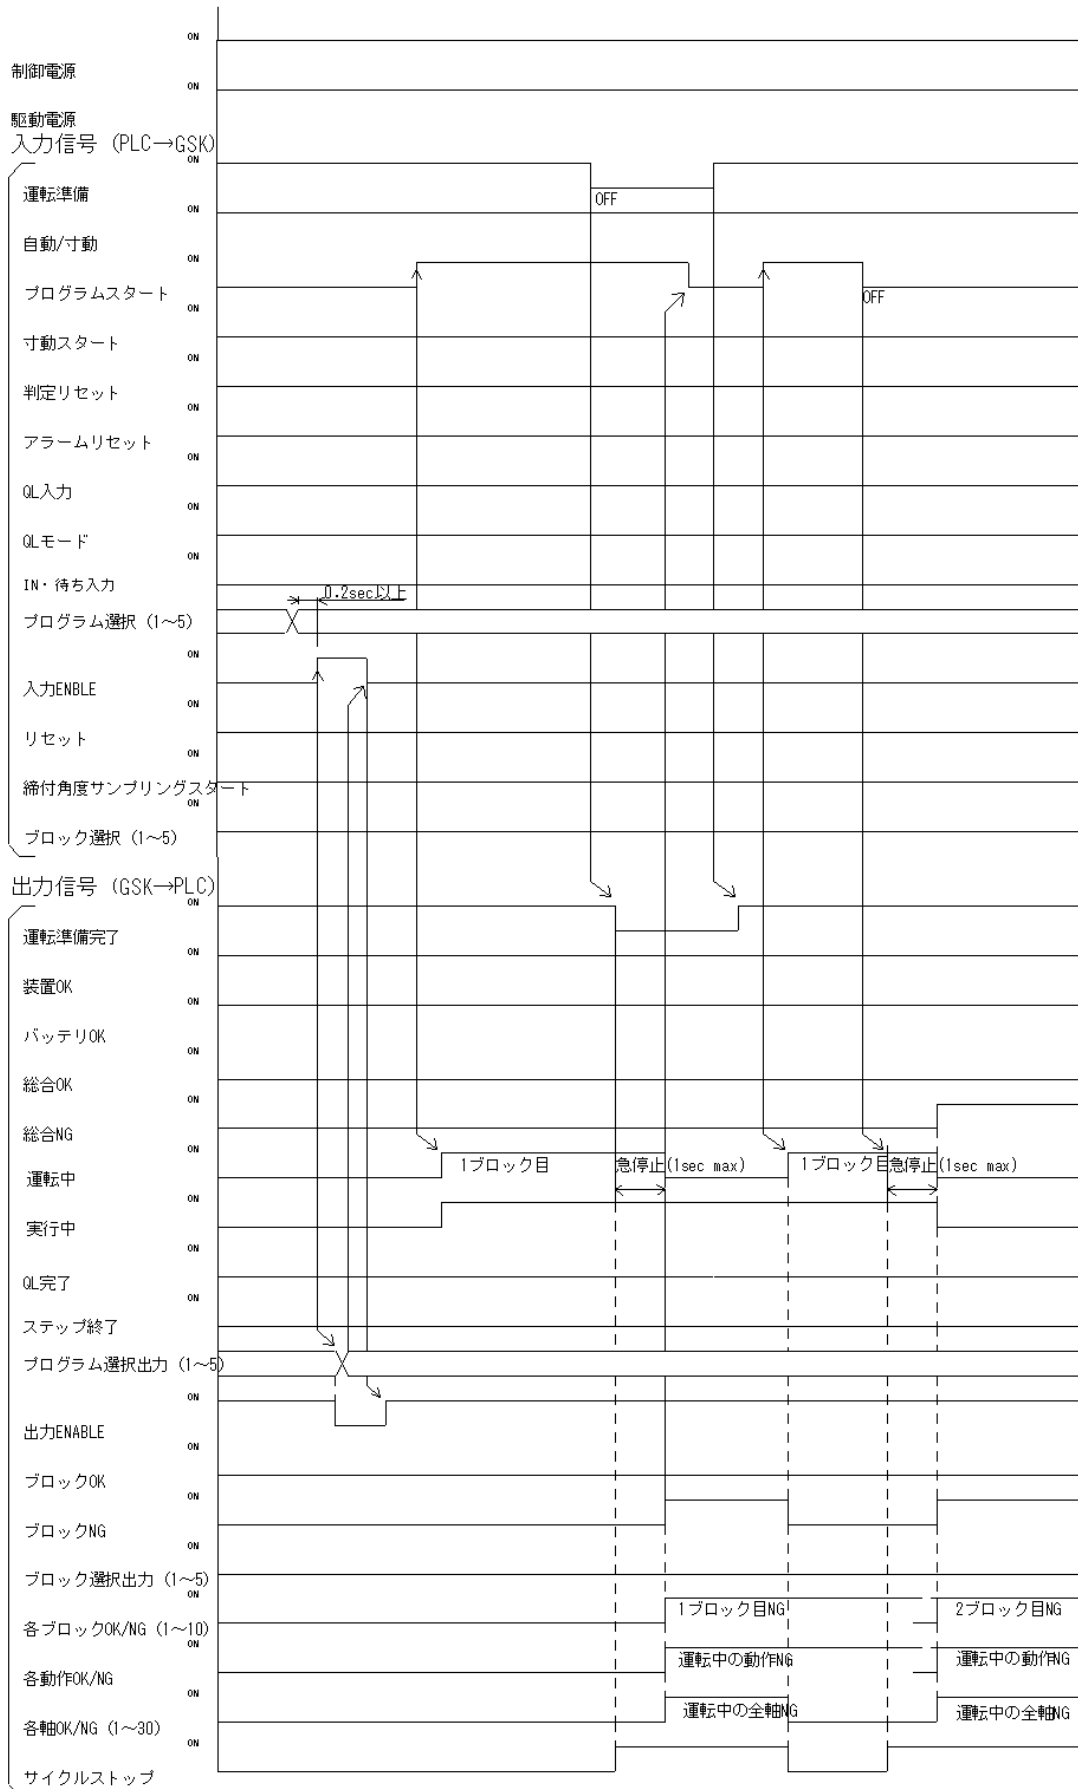 ON
制御電源
ON
駆動電源
入力信号 (PLC→GSK)
ON
運転準備
OFF
ON
自動/寸動
ON
プログラムスタート
OFF
ON
寸動スタート
ON
判定リセット
ON
アラームリセット
ON
QL入力
ON
QLモード
ON
IN・待ち入力
0.2sec以上
プログラム選択 (1～5)
ON
入力ENBLE
ON
リセット
ON
締付角度サンプリングスタート
ON
ブロック選択 (1～5)
出力信号 (GSK→PLC)
ON
運転準備完了
ON
装置OK
ON
バッテリOK
ON
総合OK
ON
総合NG
ON
運転中
1ブロック目
急停止(1sec max)
1ブロック目
急停止(1sec max)
ON
実行中
ON
QL完了
ON
ステップ終了
プログラム選択出力 (1～5)
ON
出力ENABLE
ON
ブロックOK
ON
ブロックNG
ON
ブロック選択出力 (1～5)
ON
各ブロックOK/NG (1～10)
1ブロック目NG
2ブロック目NG
ON
各動作OK/NG
運転中の動作NG
運転中の動作NG
ON
各軸OK/NG (1～30)
運転中の全軸NG
運転中の全軸NG
ON
サイクルストップ